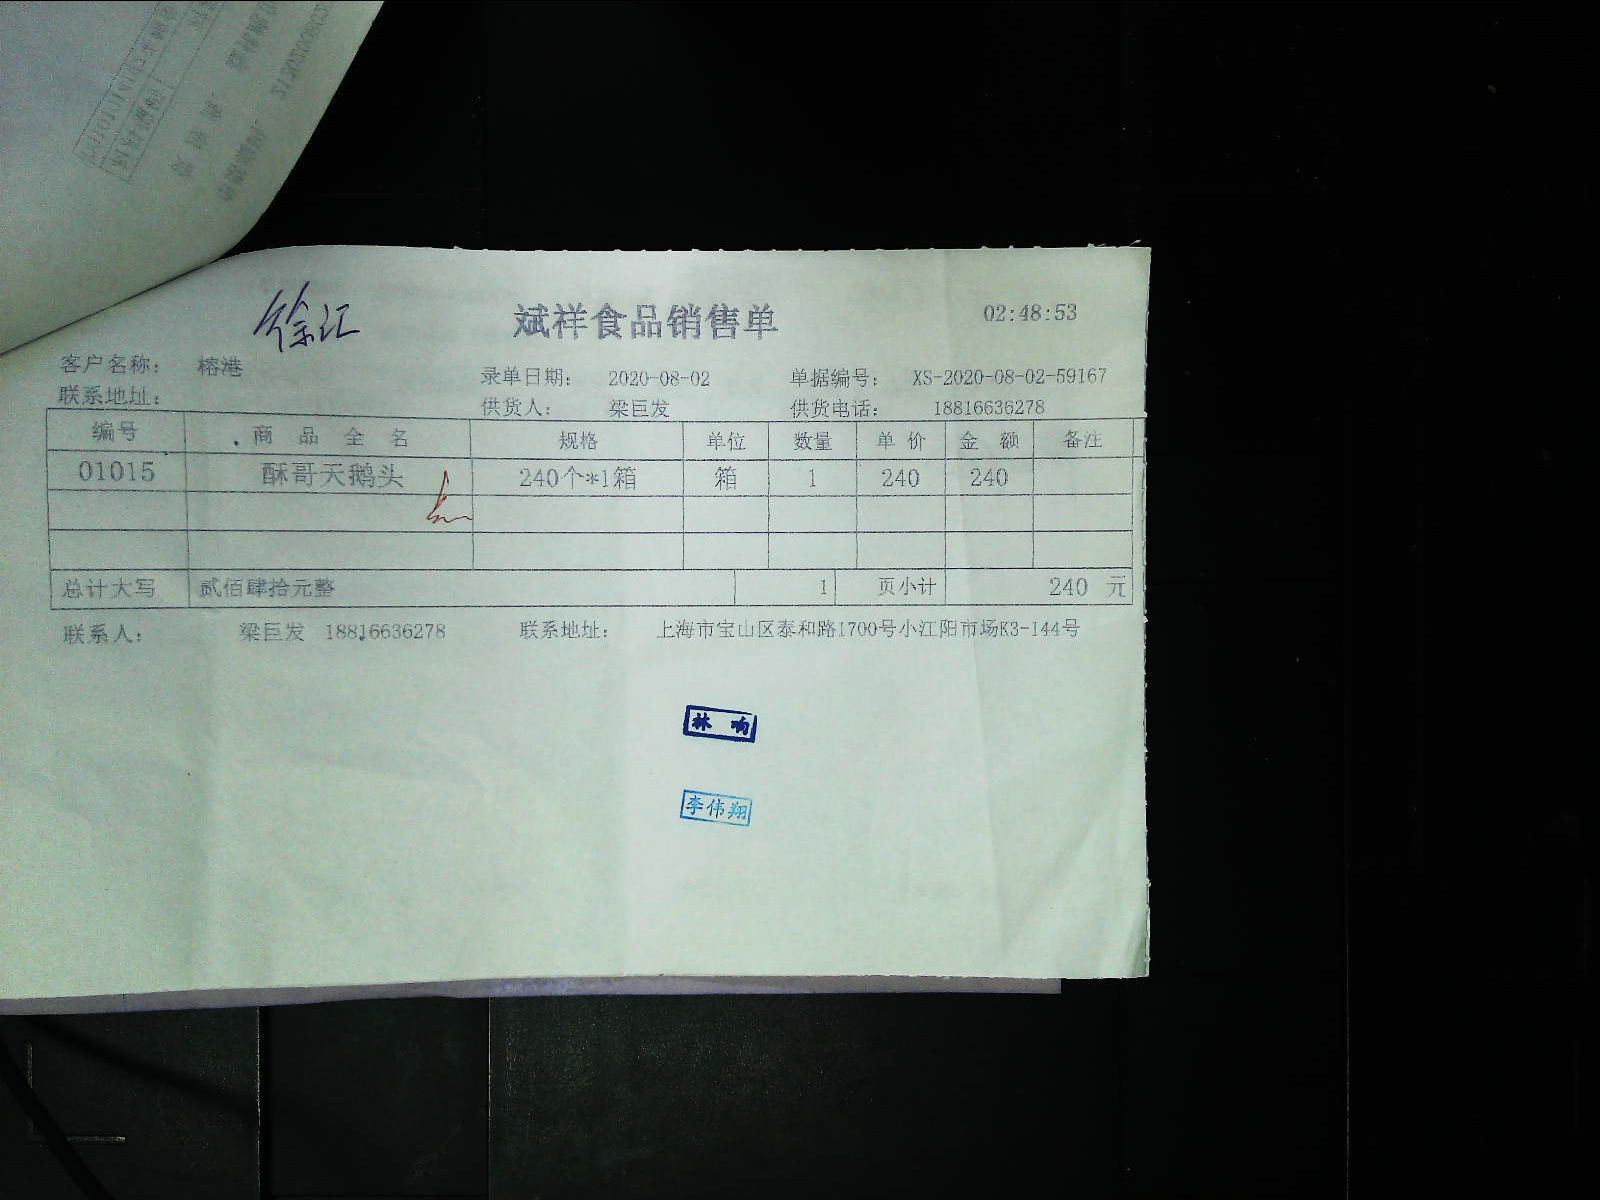 徐汇
斌祥食品销售单
02:48:53
客户名称： 榕港
录单日期： 2020-08-02 单据编号： XS-2020-08-02-59167
联系地址：
供货人： 梁巨发 供货电话： 18816636278
编号 商品全名 规格 单位 数量 单价 金额 备注
01015 酥哥天鹅头 240个*1箱 箱 1 240 240
总计大写 贰佰肆拾元整 1 页小计 240 元
联系人： 梁巨发 18816636278 联系地址： 上海市宝山区泰和路1700号小江阳市场K3-144号
林响
李伟翔